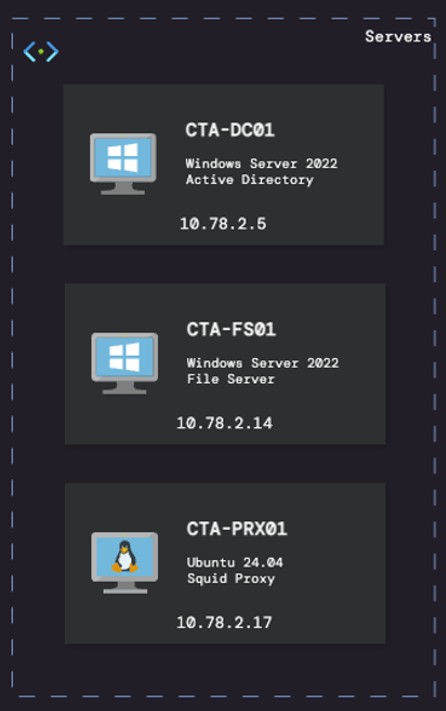 Servers
CTA-DC01
Windows Server 2022
Active Directory
10.78.2.5
CTA-FS01
Windows Server 2022
File Server
10.78.2.14
CTA-PRX01
Ubuntu 24.04
Squid Proxy
10.78.2.17